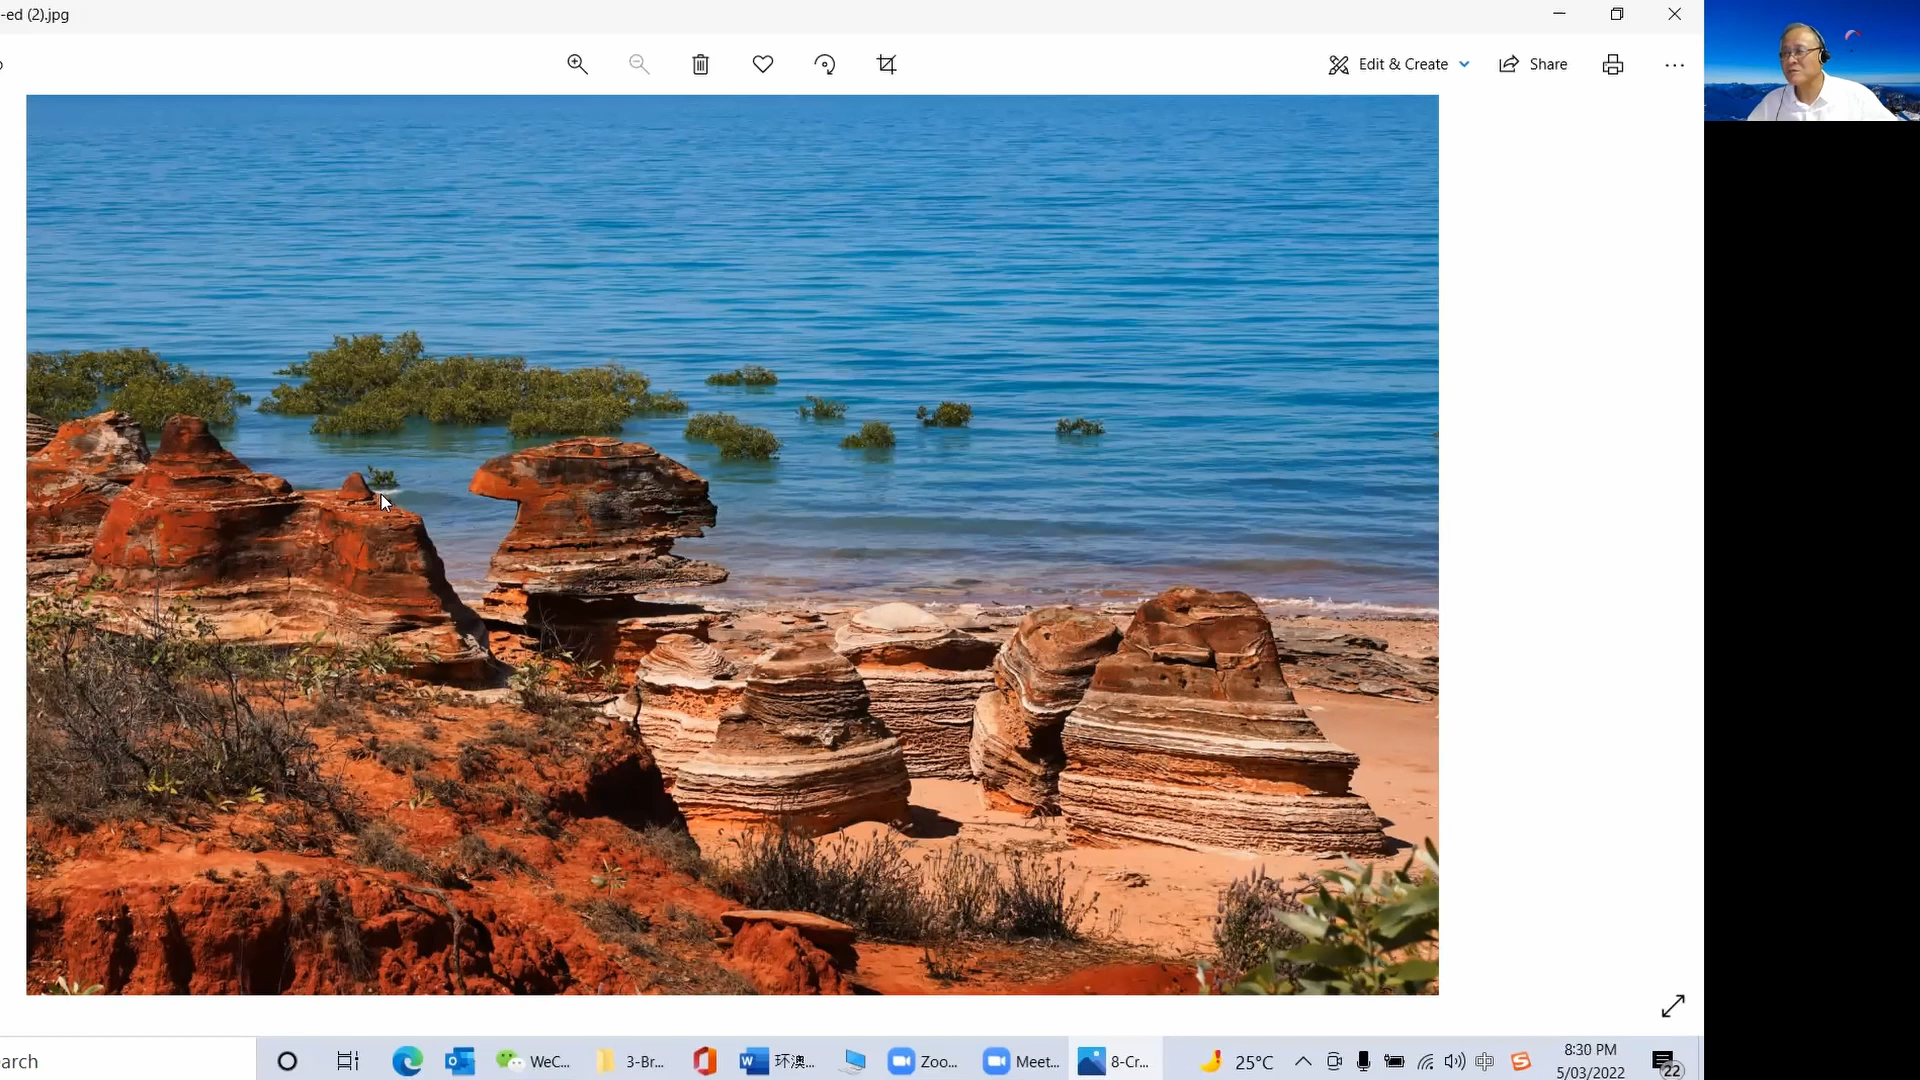 -ed (2).jpg
Edit & Create
Share
earch
WeC...
3-Br...
环澳...
Zoo...
Meet...
8-Cr...
25°C
8:30 PM
5/03/2022
22